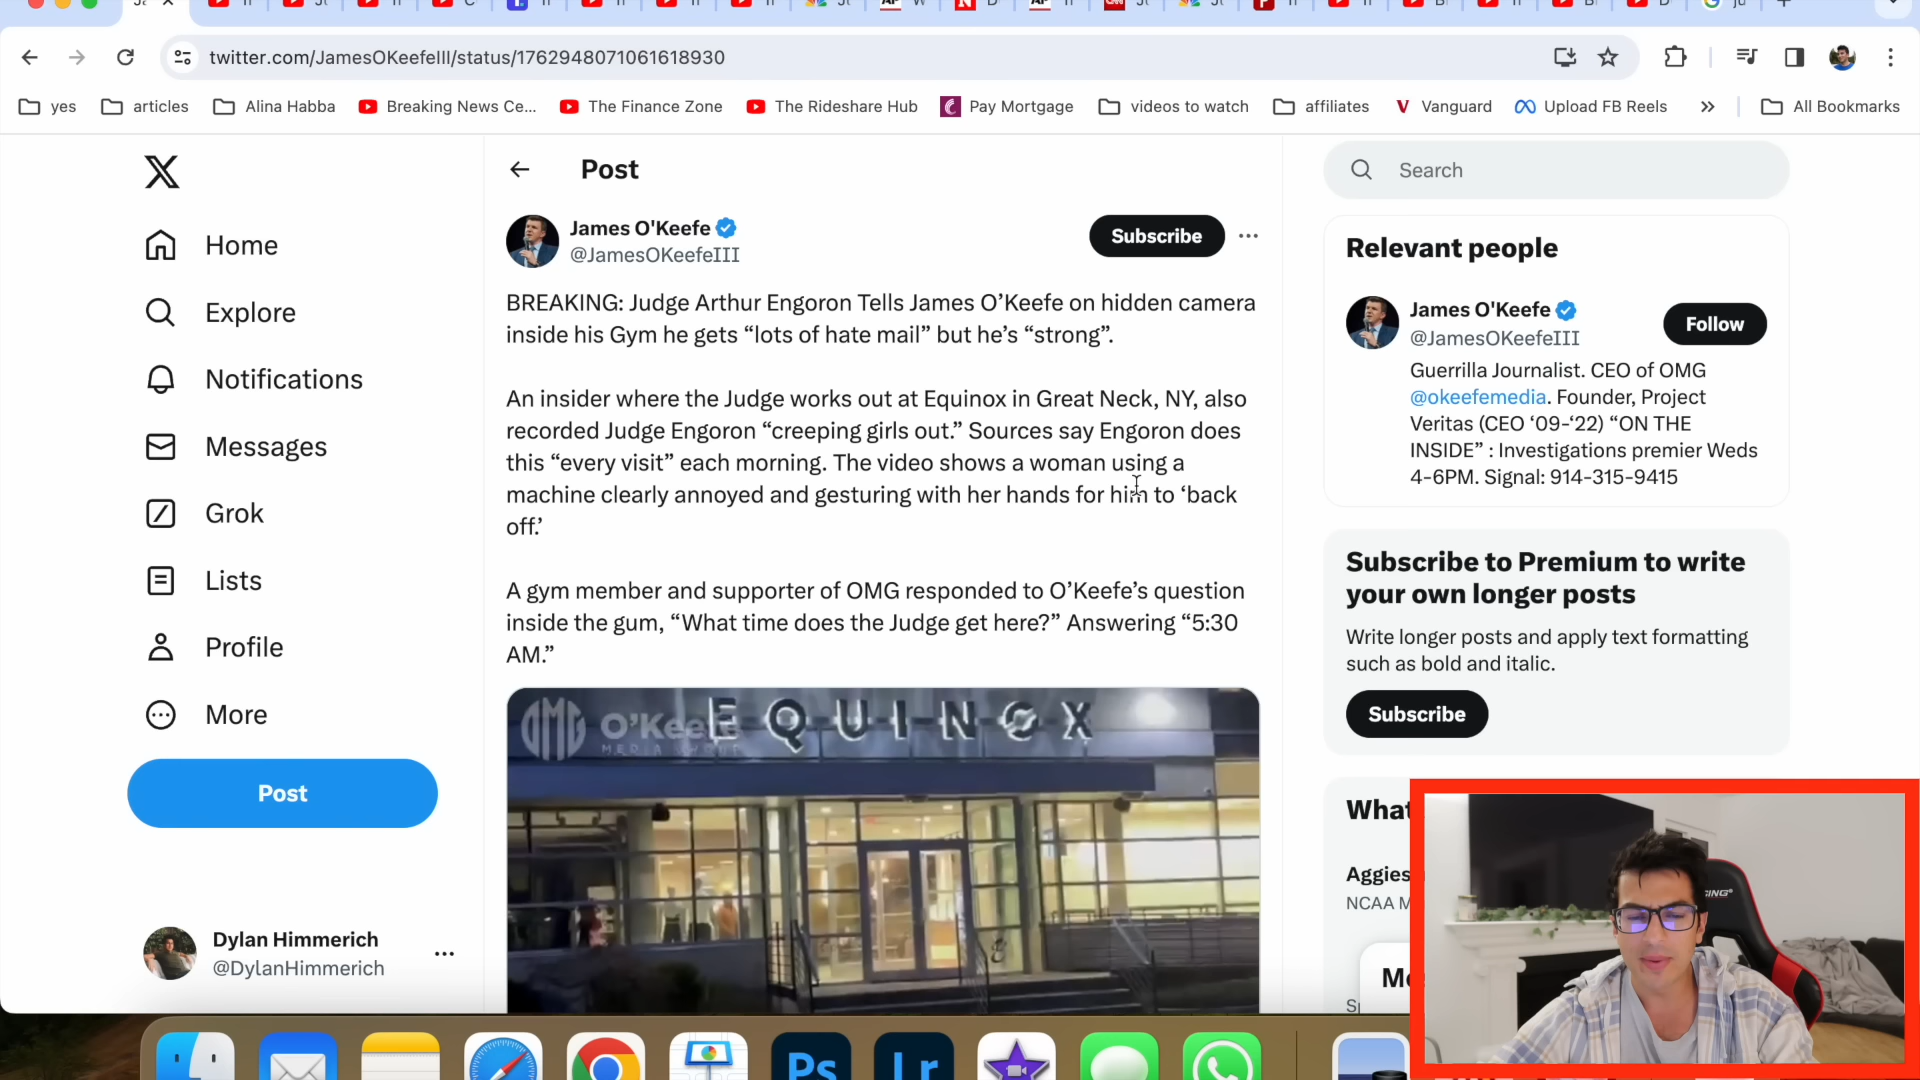 twitter.com/JamesOKeefeIII/status/1762948071061618930
yes
articles
Alina Habba
Breaking News Ce...
The Finance Zone
The Rideshare Hub
Pay Mortgage
videos to watch
affiliates
Vanguard
Upload FB Reels
All Bookmarks
Home
Explore
Notifications
Messages
Grok
Lists
Profile
More
Post
Dylan Himmerich
@DylanHimmerich
Post
James O'Keefe
@JamesOKeefeIII
Subscribe
BREAKING: Judge Arthur Engoron Tells James O’Keefe on hidden camera
inside his Gym he gets “lots of hate mail” but he’s “strong”.
An insider where the Judge works out at Equinox in Great Neck, NY, also
recorded Judge Engoron “creeping girls out.” Sources say Engoron does
this “every visit” each morning. The video shows a woman using a
machine clearly annoyed and gesturing with her hands for him to ‘back
off.’
A gym member and supporter of OMG responded to O’Keefe’s question
inside the gum, “What time does the Judge get here?” Answering “5:30
AM.”
OMG O'Keefe
EQUINOX
Search
Relevant people
James O'Keefe
@JamesOKeefeIII
Follow
Guerrilla Journalist. CEO of OMG
@okeefemedia. Founder, Project
Veritas (CEO ‘09-‘22) “ON THE
INSIDE” : Investigations premier Weds
4-6PM. Signal: 914-315-9415
Subscribe to Premium to write
your own longer posts
Write longer posts and apply text formatting
such as bold and italic.
Subscribe
What
Aggies
NCAA M
Ps
Lr